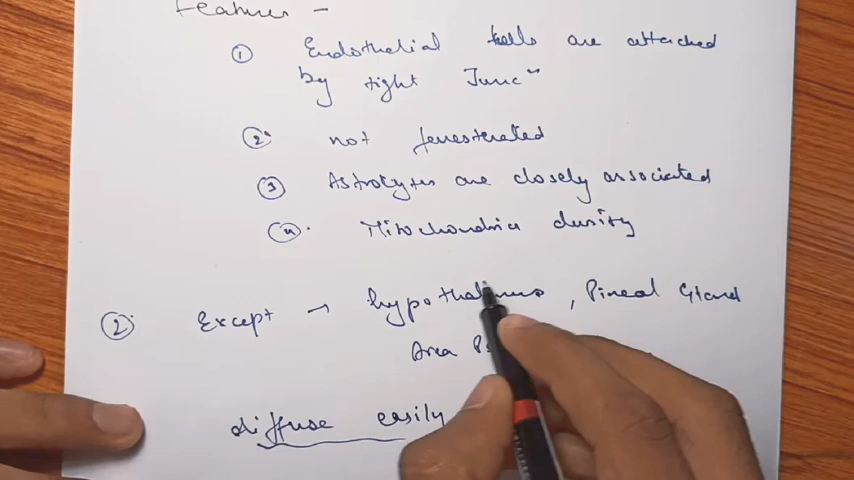 Features -
① Endothelial cells are attached
by tight Juncⁿ
② not fenestrated
③ Astrocytes are closely associated
④ Mitochondria density
② Except → hypothalamus, Pineal Gland
Area
diffuse easily